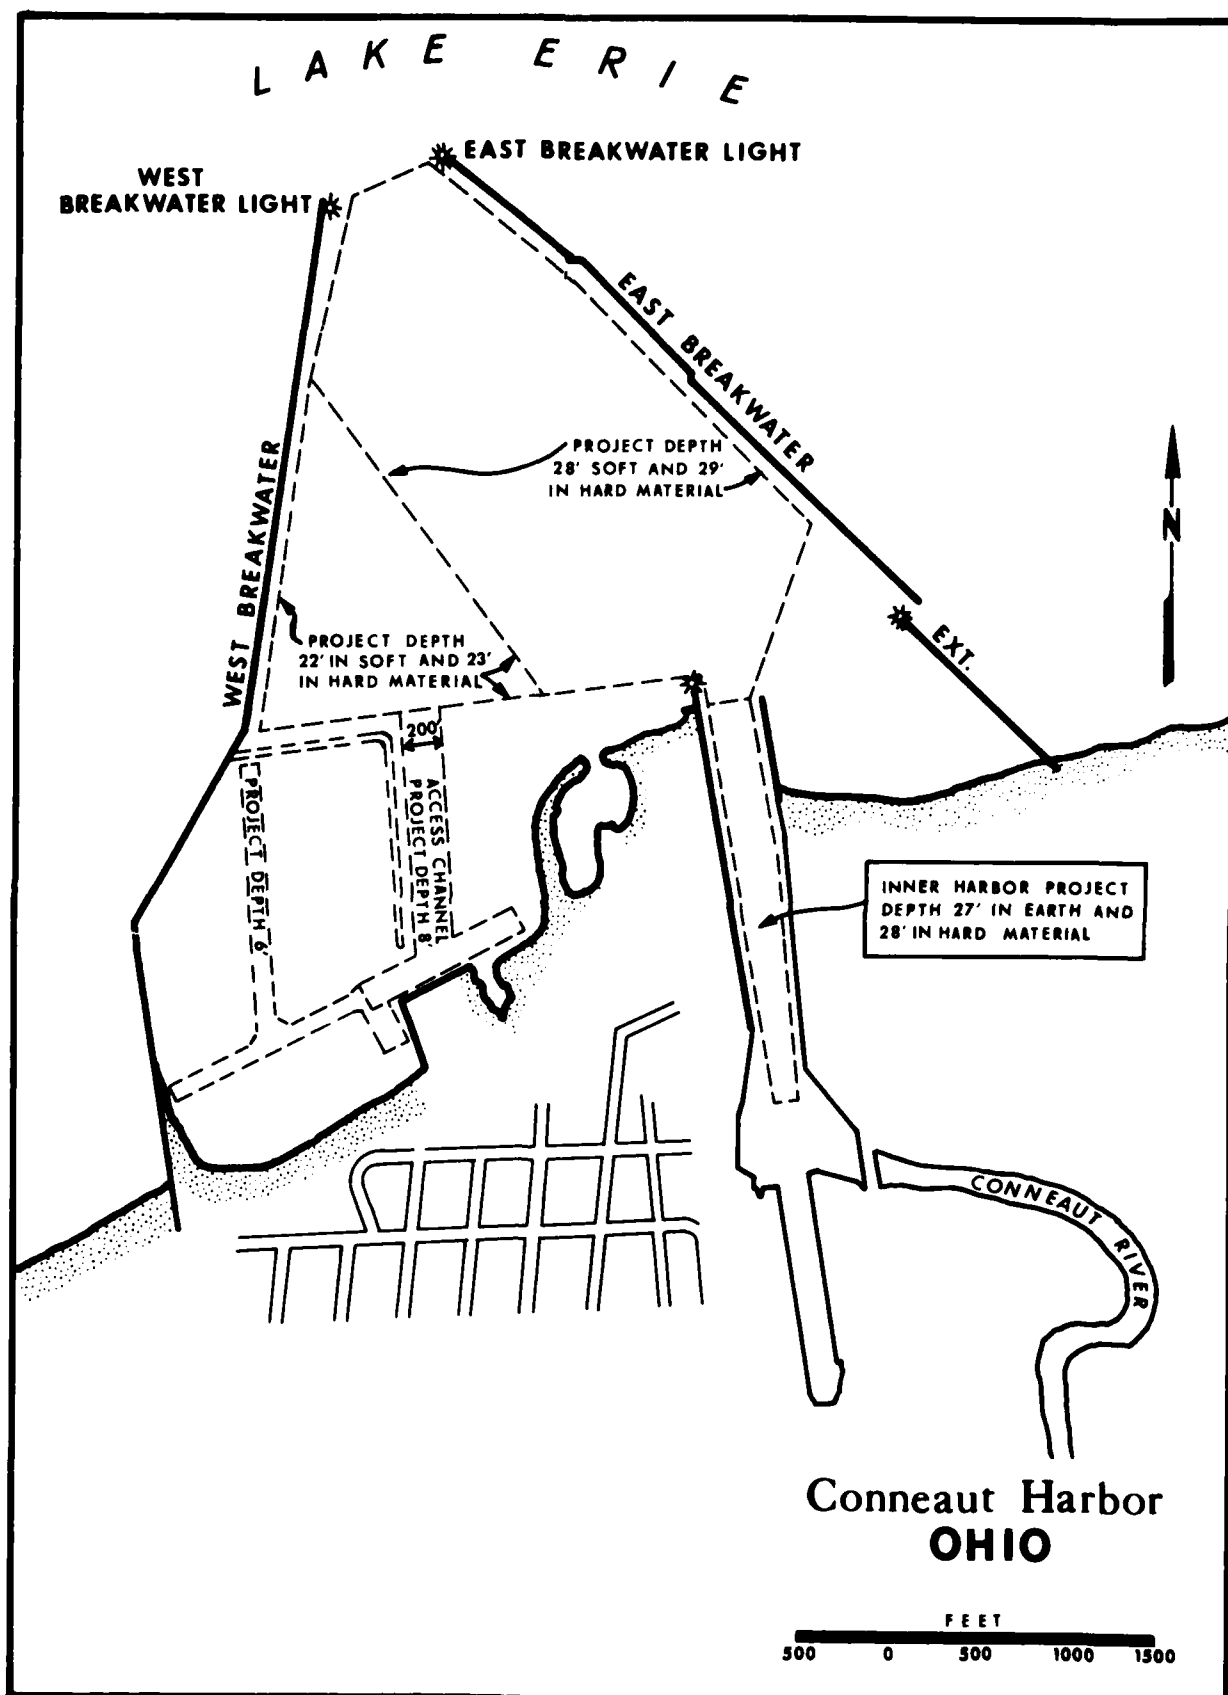 LAKE ERIE
EAST BREAKWATER LIGHT
WEST
BREAKWATER LIGHT
EAST BREAKWATER
PROJECT DEPTH
28' SOFT AND 29'
IN HARD MATERIAL
WEST BREAKWATER
N
PROJECT DEPTH
22' IN SOFT AND 23'
IN HARD MATERIAL
EXT.
200'
ACCESS CHANNEL
PROJECT DEPTH 8'
PROJECT DEPTH 6'
INNER HARBOR PROJECT
DEPTH 27' IN EARTH AND
28' IN HARD MATERIAL
CONNEAUT RIVER
Conneaut Harbor
OHIO
FEET
500 0 500 1000 1500